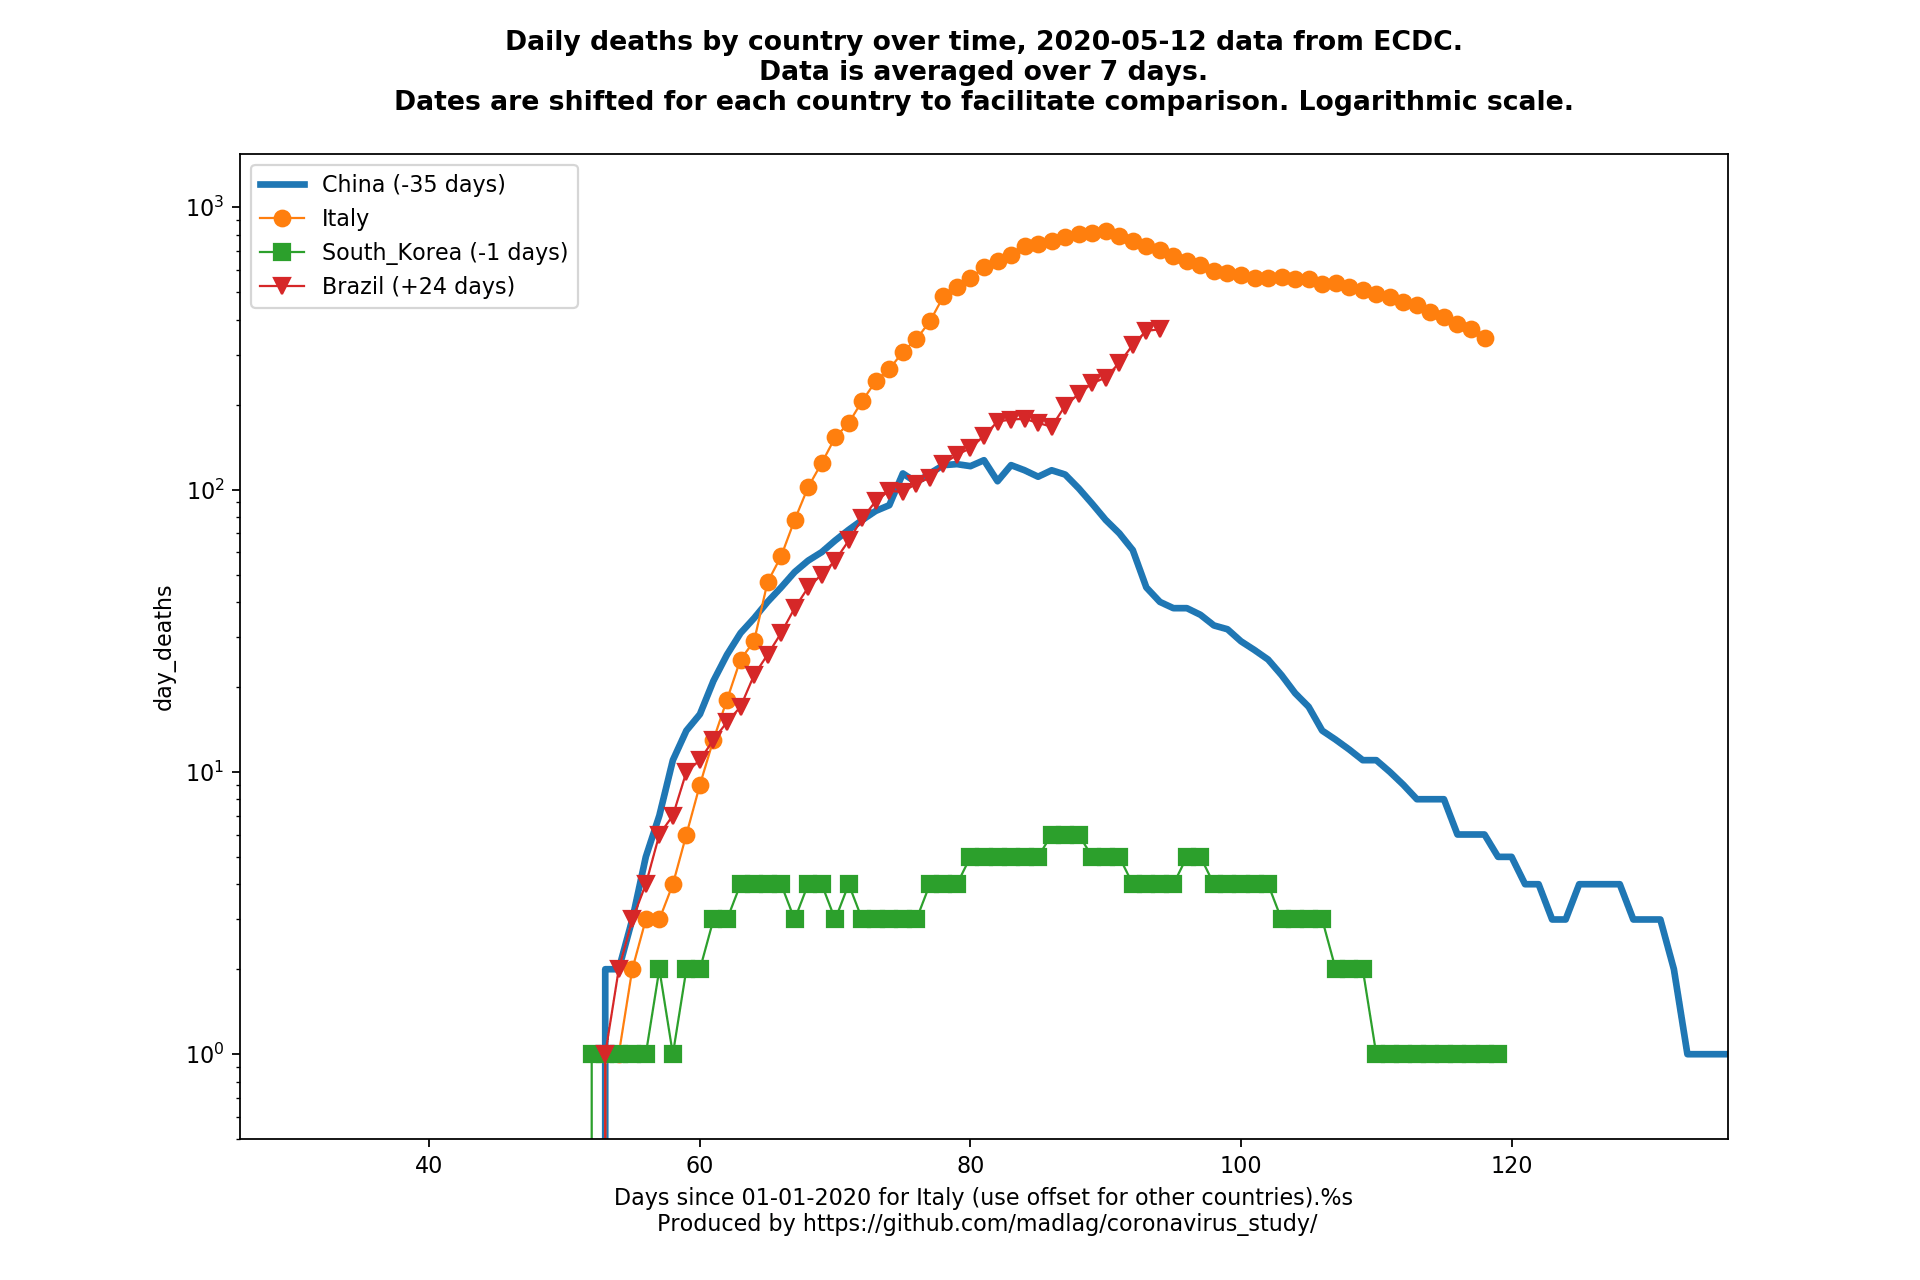 Daily deaths by country over time, 2020-05-12 data from ECDC.
Data is averaged over 7 days.
Dates are shifted for each country to facilitate comparison. Logarithmic scale.
China (-35 days)
Italy
South_Korea (-1 days)
Brazil (+24 days)
10³
10²
10¹
10⁰
day_deaths
40 60 80 100 120
Days since 01-01-2020 for Italy (use offset for other countries).%s
Produced by https://github.com/madlag/coronavirus_study/